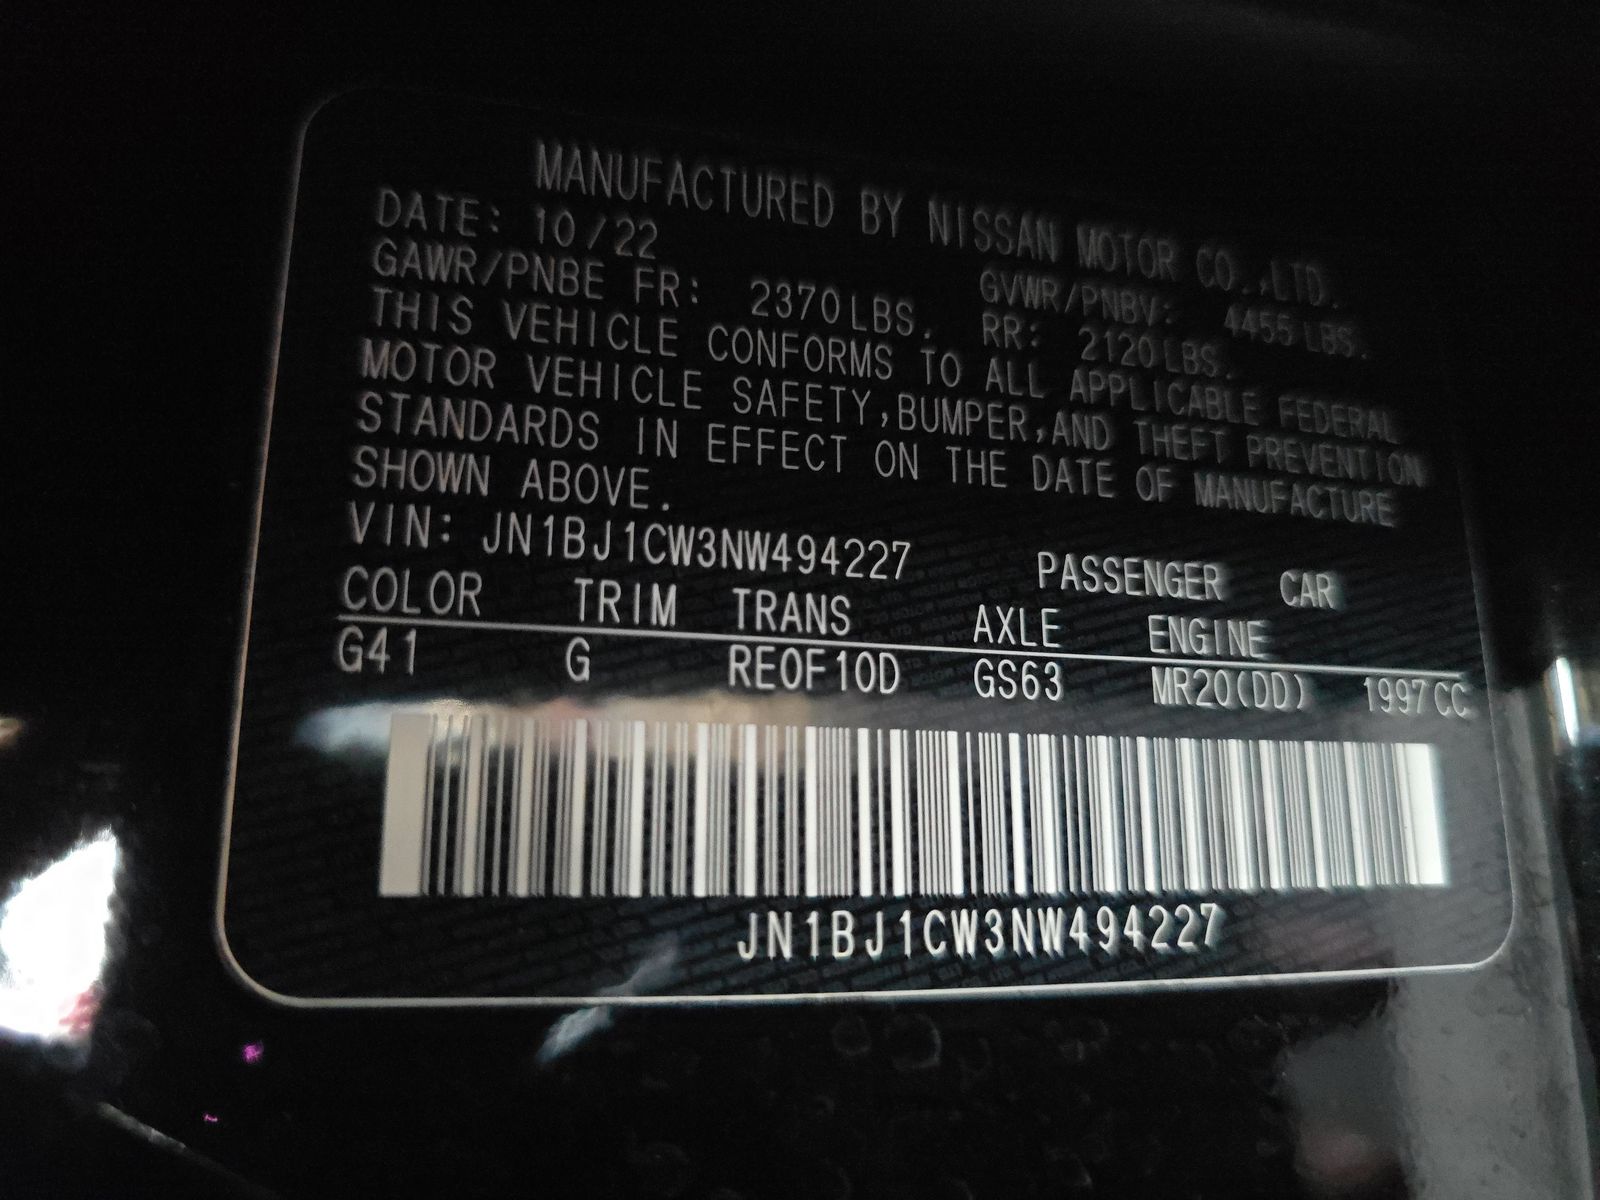 MANUFACTURED BY NISSAN MOTOR CO.,LTD.
DATE: 10/22 GVWR/PNBV: 4455 LBS.
GAWR/PNBE FR: 2370LBS. RR: 2120LBS.
THIS VEHICLE CONFORMS TO ALL APPLICABLE FEDERAL
MOTOR VEHICLE SAFETY,BUMPER,AND THEFT PREVENTION
STANDARDS IN EFFECT ON THE DATE OF MANUFACTURE
SHOWN ABOVE.
VIN: JN1BJ1CW3NW494227 PASSENGER CAR
COLOR TRIM TRANS AXLE ENGINE
G41 G RE0F10D GS63 MR20(DD) 1997CC
JN1BJ1CW3NW494227